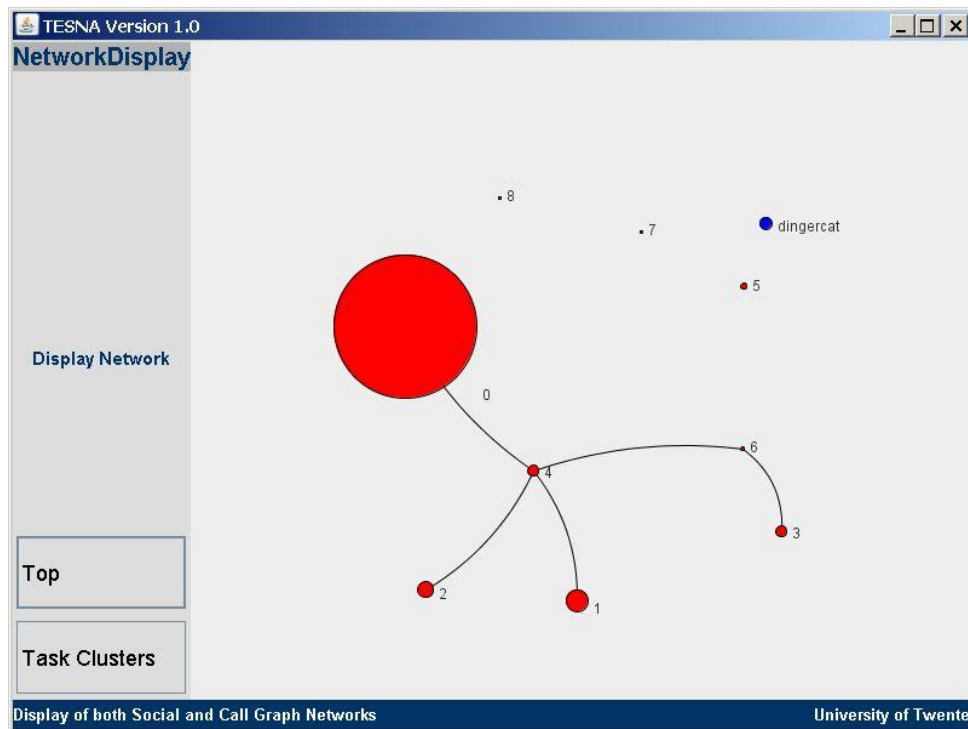 TESNA Version 1.0
NetworkDisplay
8
7
dingercat
5
Display Network
0
6
4
3
2
1
Top
Task Clusters
Display of both Social and Call Graph Networks
University of Twente